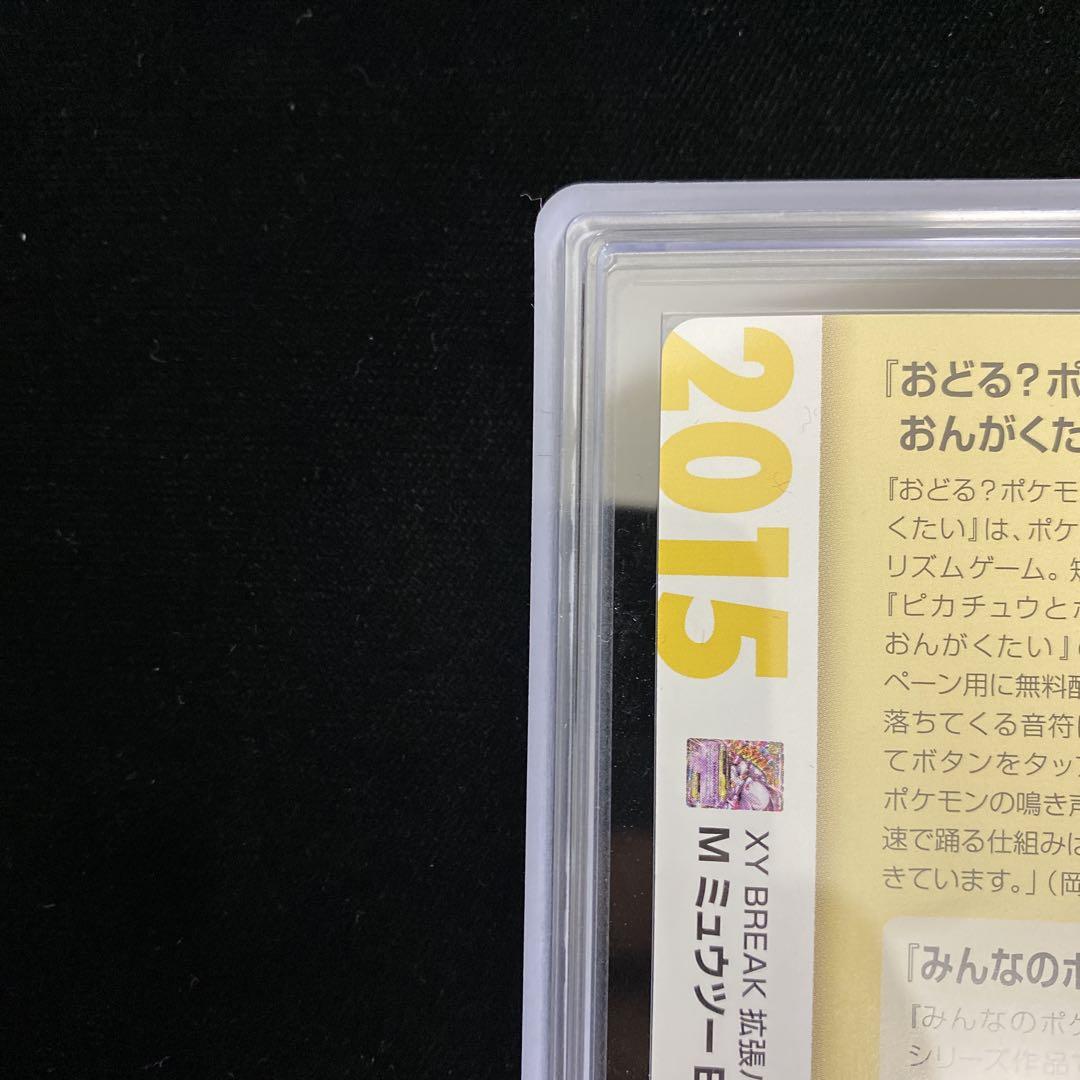 2015
XY BREAK 拡張
M ミュウツー
『おどる?ポ
おんがくた
『おどる?ポケモ
くたい』は、ポケ
リズムゲーム。
『ピカチュウと
おんがくたい』
ペーン用に無料
落ちてくる音符
てボタンをタッ
ポケモンの鳴き
速で踊る仕組み
きています。」(岡
『みんなのポ
『みんなのポケ
シリーズ作品